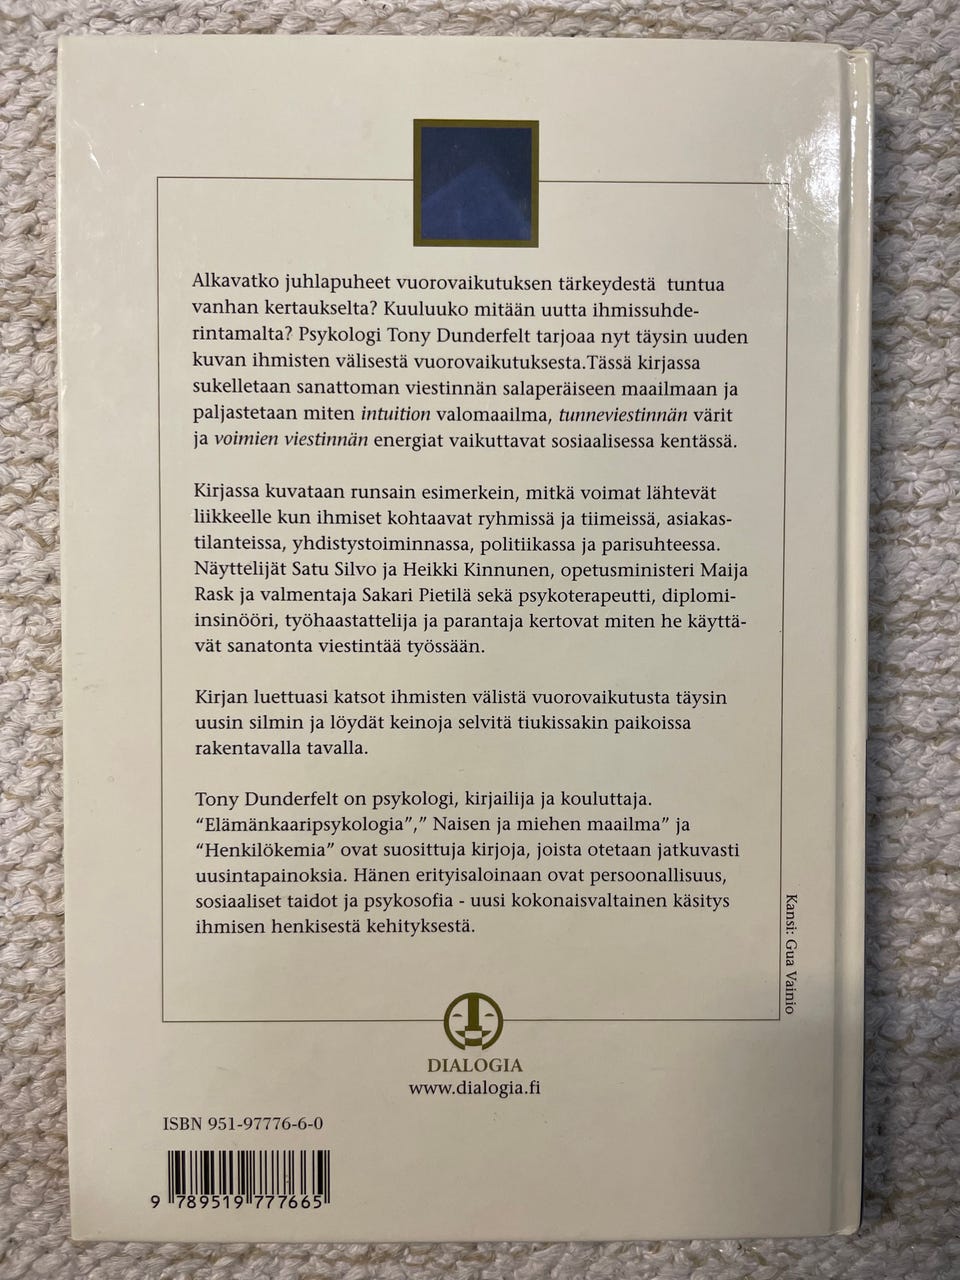 Alkavatko juhlapuheet vuorovaikutuksen tärkeydestä tuntua
vanhan kertaukselta? Kuuluuko mitään uutta ihmissuhde-
rintamalta? Psykologi Tony Dunderfelt tarjoaa nyt täysin uuden
kuvan ihmisten välisestä vuorovaikutuksesta.Tässä kirjassa
sukelletaan sanattoman viestinnän salaperäiseen maailmaan ja
paljastetaan miten intuition valomaailma, tunneviestinnän värit
ja voimien viestinnän energiat vaikuttavat sosiaalisessa kentässä.
Kirjassa kuvataan runsain esimerkein, mitkä voimat lähtevät
liikkeelle kun ihmiset kohtaavat ryhmissä ja tiimeissä, asiakas-
tilanteissa, yhdistystoiminnassa, politiikassa ja parisuhteessa.
Näyttelijät Satu Silvo ja Heikki Kinnunen, opetusministeri Maija
Rask ja valmentaja Sakari Pietilä sekä psykoterapeutti, diplomi-
insinööri, työhaastattelija ja parantaja kertovat miten he käyttä-
vät sanatonta viestintää työssään.
Kirjan luettuasi katsot ihmisten välistä vuorovaikutusta täysin
uusin silmin ja löydät keinoja selvitä tiukissakin paikoissa
rakentavalla tavalla.
Tony Dunderfelt on psykologi, kirjailija ja kouluttaja.
“Elämänkaaripsykologia”,” Naisen ja miehen maailma” ja
“Henkilökemia” ovat suosittuja kirjoja, joista otetaan jatkuvasti
uusintapainoksia. Hänen erityisaloinaan ovat persoonallisuus,
sosiaaliset taidot ja psykosofia - uusi kokonaisvaltainen käsitys
ihmisen henkisestä kehityksestä.
Kansi: Gua Vainio
DIALOGIA
www.dialogia.fi
ISBN 951-97776-6-0
9 789519 777665